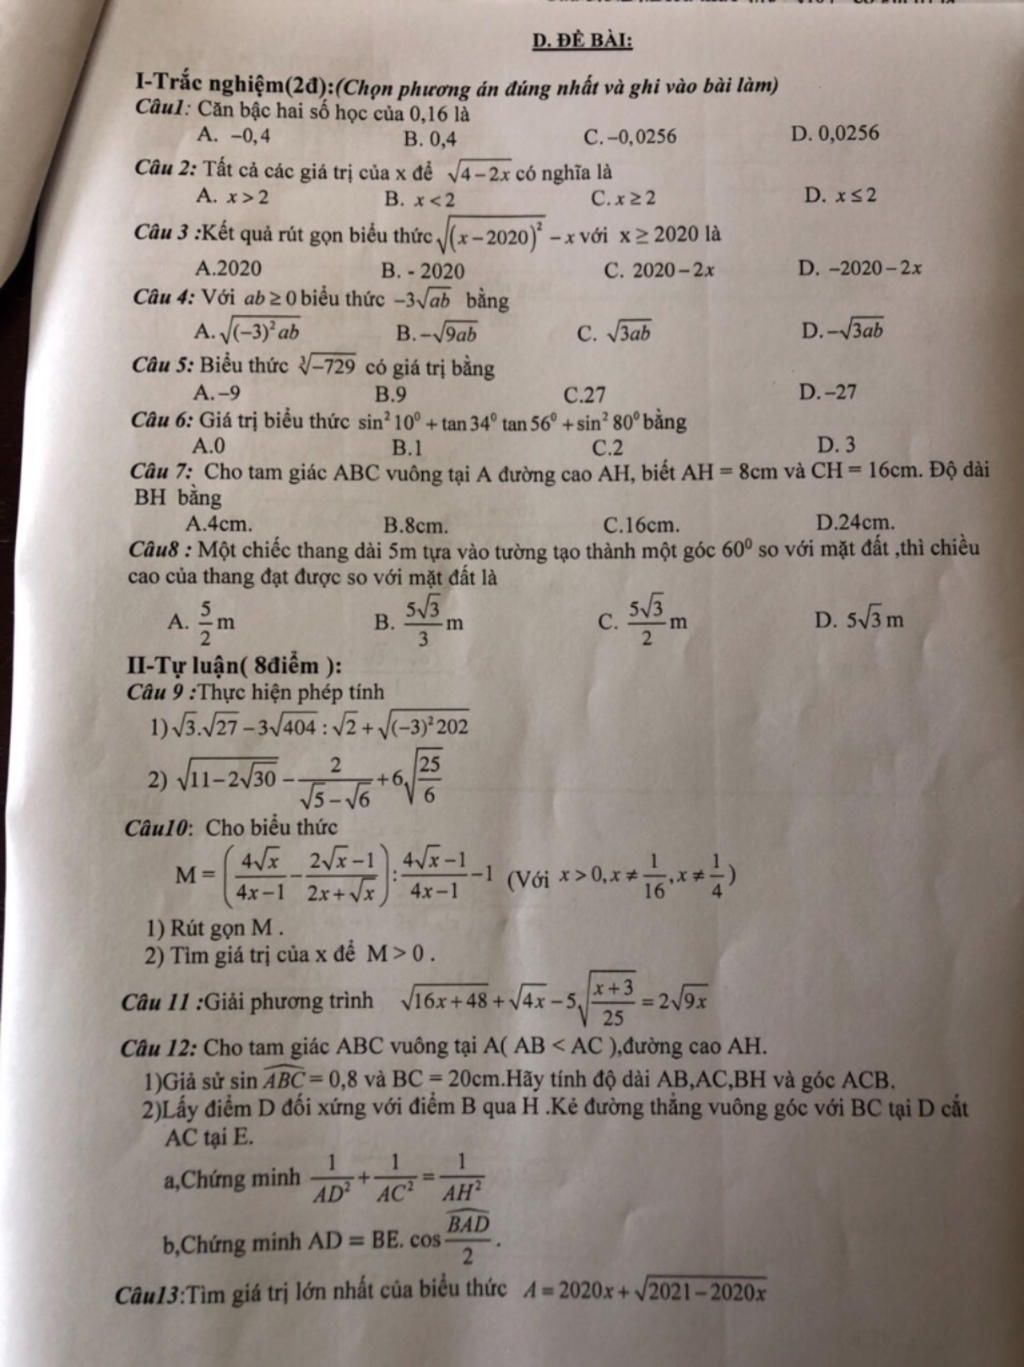 D. ĐỀ BÀI:
I-Trắc nghiệm(2đ):(Chọn phương án đúng nhất và ghi vào bài làm)
Câu1: Căn bậc hai số học của 0,16 là
A. −0,4 B. 0,4 C. −0,0256 D. 0,0256
Câu 2: Tất cả các giá trị của x để √(4−2x) có nghĩa là
A. x > 2 B. x < 2 C. x ≥ 2 D. x ≤ 2
Câu 3 :Kết quả rút gọn biểu thức √((x−2020)²) − x với x ≥ 2020 là
A.2020 B. - 2020 C. 2020−2x D. −2020−2x
Câu 4: Với ab ≥ 0 biểu thức −3√(ab) bằng
A. √((−3)²ab) B. −√(9ab) C. √(3ab) D. −√(3ab)
Câu 5: Biểu thức ∛(−729) có giá trị bằng
A. −9 B.9 C.27 D. −27
Câu 6: Giá trị biểu thức sin² 10⁰ + tan 34⁰ tan 56⁰ + sin² 80⁰ bằng
A.0 B.1 C.2 D. 3
Câu 7: Cho tam giác ABC vuông tại A đường cao AH, biết AH = 8cm và CH = 16cm. Độ dài
BH bằng
A.4cm. B.8cm. C.16cm. D.24cm.
Câu8 : Một chiếc thang dài 5m tựa vào tường tạo thành một góc 60⁰ so với mặt đất ,thì chiều
cao của thang đạt được so với mặt đất là
A. 5/2 m B. 5√3/3 m C. 5√3/2 m D. 5√3 m
II-Tự luận( 8điểm ):
Câu 9 :Thực hiện phép tính
1) √3.√27 − 3√404 : √2 + √((−3)² 202)
2) √(11−2√30) − 2/(√5−√6) + 6√(25/6)
Câu10: Cho biểu thức
M = (4√x/(4x−1) − (2√x−1)/(2x+√x)) : (4√x−1)/(4x−1) − 1 (Với x > 0, x ≠ 1/16, x ≠ 1/4 )
1) Rút gọn M .
2) Tìm giá trị của x để M > 0 .
Câu 11 :Giải phương trình √(16x+48) + √(4x) − 5√((x+3)/25) = 2√(9x)
Câu 12: Cho tam giác ABC vuông tại A( AB < AC ),đường cao AH.
1)Giả sử sin ABC = 0,8 và BC = 20cm.Hãy tính độ dài AB,AC,BH và góc ACB.
2)Lấy điểm D đối xứng với điểm B qua H .Kẻ đường thẳng vuông góc với BC tại D cắt
AC tại E.
a,Chứng minh 1/AD² + 1/AC² = 1/AH²
b,Chứng minh AD = BE. cos BAD/2 .
Câu13:Tìm giá trị lớn nhất của biểu thức A = 2020x + √(2021−2020x)